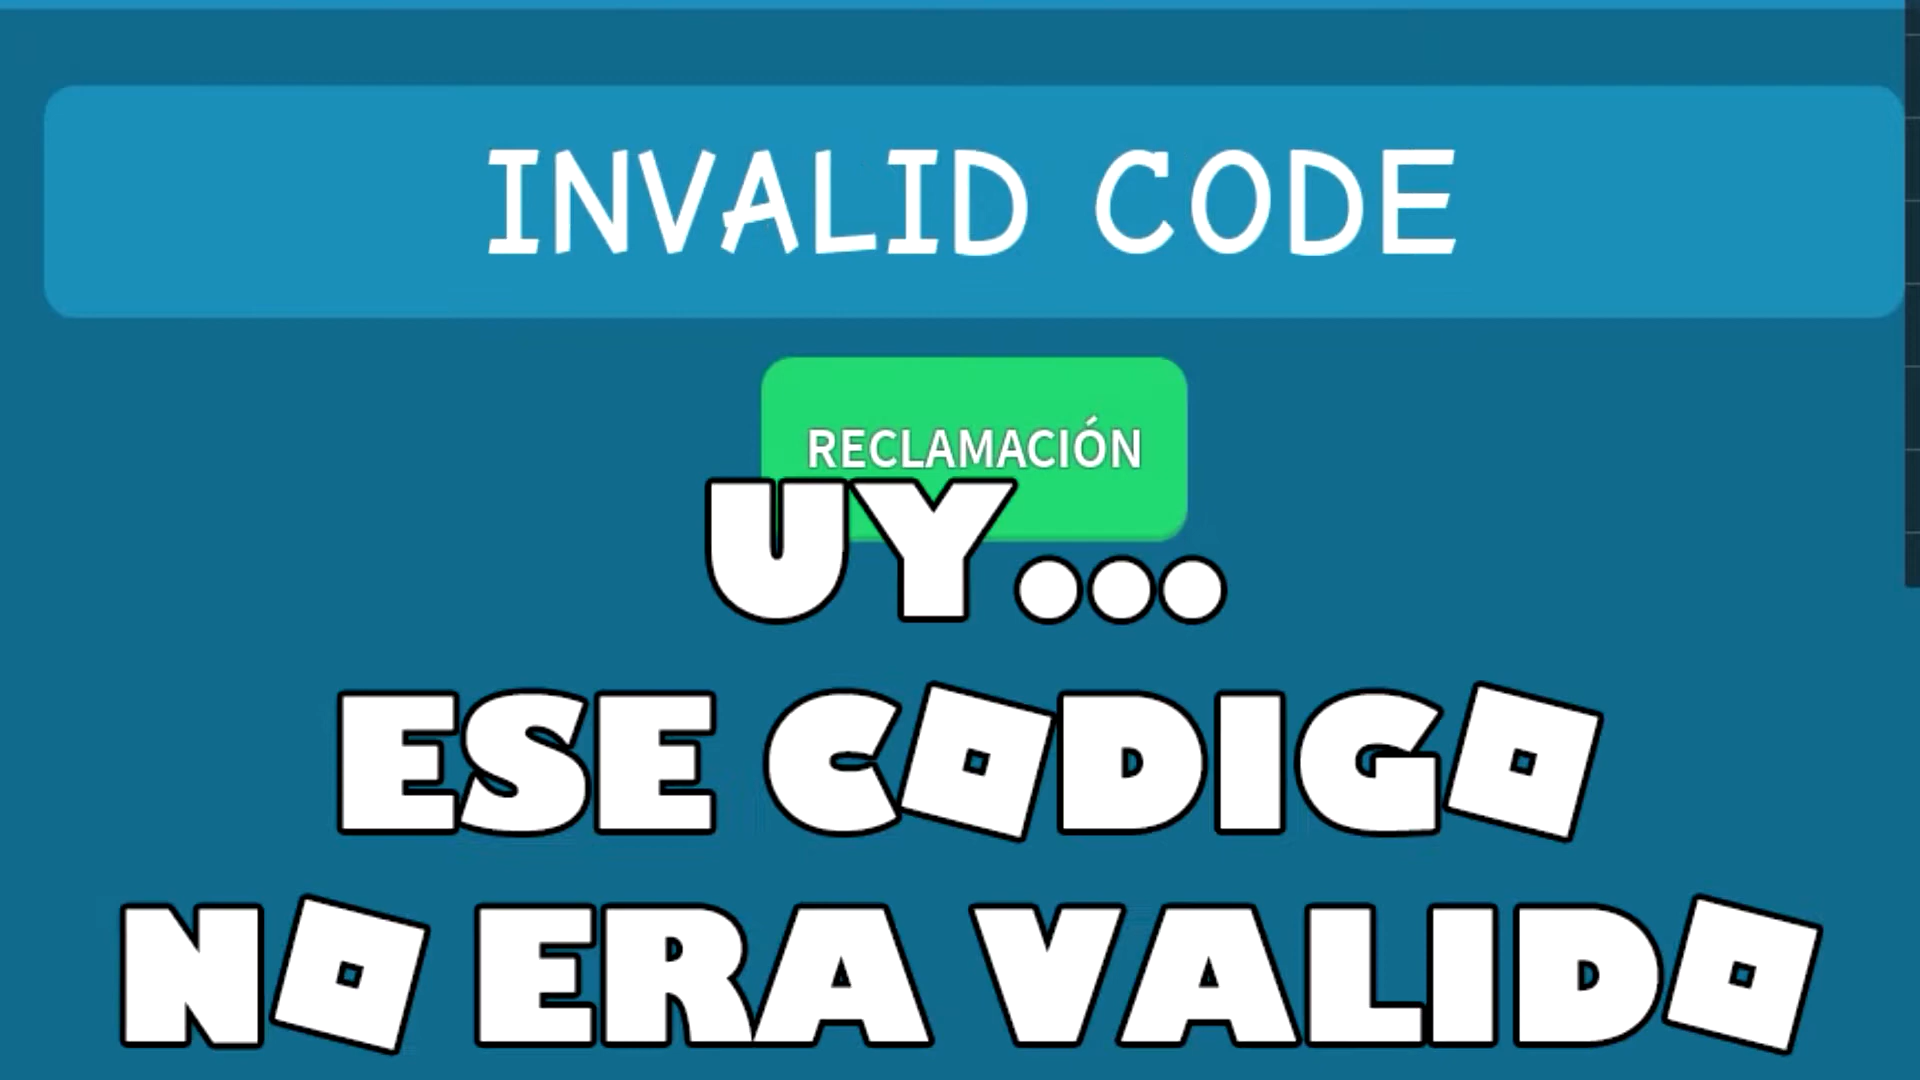 INVALID CODE
RECLAMACIÓN
UY...
ESE CODIGO
NO ERA VALIDO